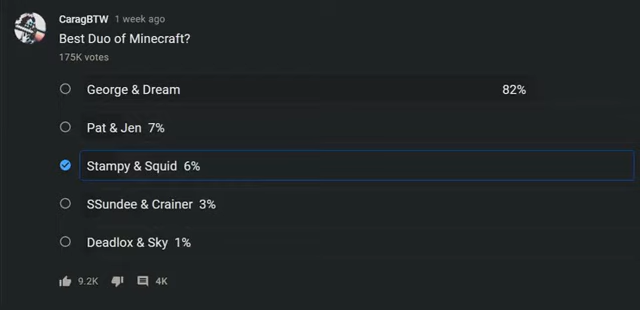 CaragBTW 1 week ago
Best Duo of Minecraft?
175K votes
George & Dream 82%
Pat & Jen 7%
Stampy & Squid 6%
SSundee & Crainer 3%
Deadlox & Sky 1%
9.2K 4K